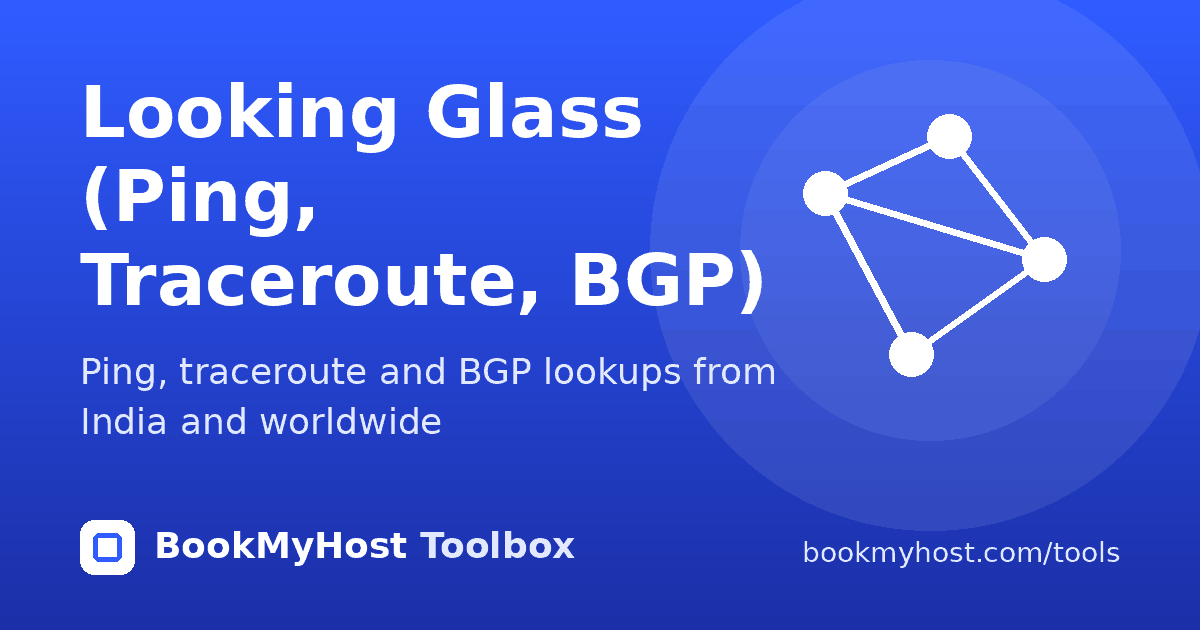 Looking Glass
(Ping,
Traceroute, BGP)
Ping, traceroute and BGP lookups from
India and worldwide
BookMyHost Toolbox
bookmyhost.com/tools